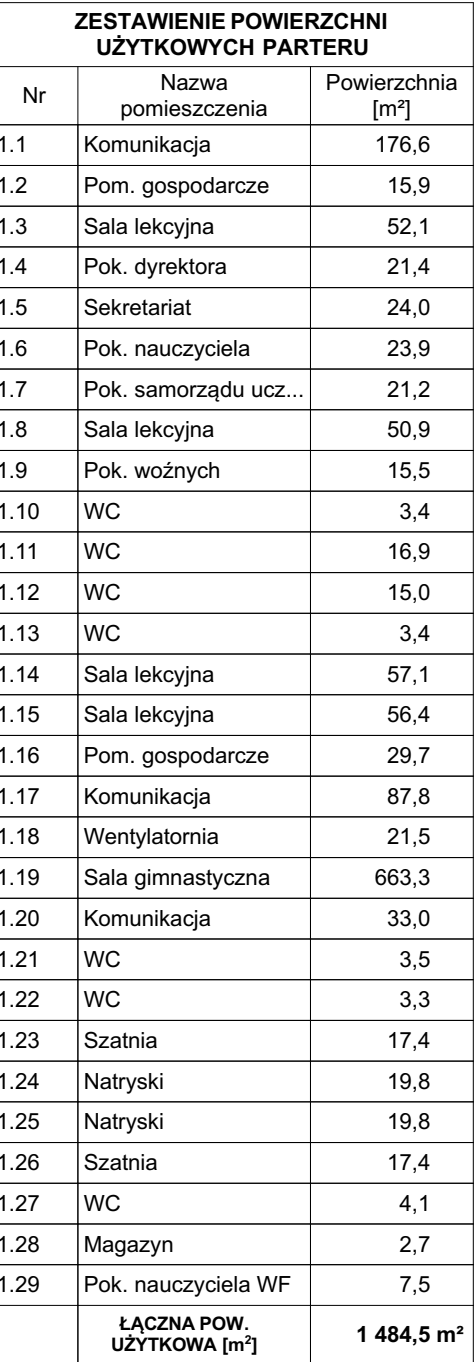 ZESTAWIENIE POWIERZCHNI
UŻYTKOWYCH PARTERU
Nr Nazwa pomieszczenia Powierzchnia [m²]
1.1 Komunikacja 176,6
1.2 Pom. gospodarcze 15,9
1.3 Sala lekcyjna 52,1
1.4 Pok. dyrektora 21,4
1.5 Sekretariat 24,0
1.6 Pok. nauczyciela 23,9
1.7 Pok. samorządu ucz... 21,2
1.8 Sala lekcyjna 50,9
1.9 Pok. woźnych 15,5
1.10 WC 3,4
1.11 WC 16,9
1.12 WC 15,0
1.13 WC 3,4
1.14 Sala lekcyjna 57,1
1.15 Sala lekcyjna 56,4
1.16 Pom. gospodarcze 29,7
1.17 Komunikacja 87,8
1.18 Wentylatornia 21,5
1.19 Sala gimnastyczna 663,3
1.20 Komunikacja 33,0
1.21 WC 3,5
1.22 WC 3,3
1.23 Szatnia 17,4
1.24 Natryski 19,8
1.25 Natryski 19,8
1.26 Szatnia 17,4
1.27 WC 4,1
1.28 Magazyn 2,7
1.29 Pok. nauczyciela WF 7,5
ŁĄCZNA POW.
UŻYTKOWA [m²] 1 484,5 m²